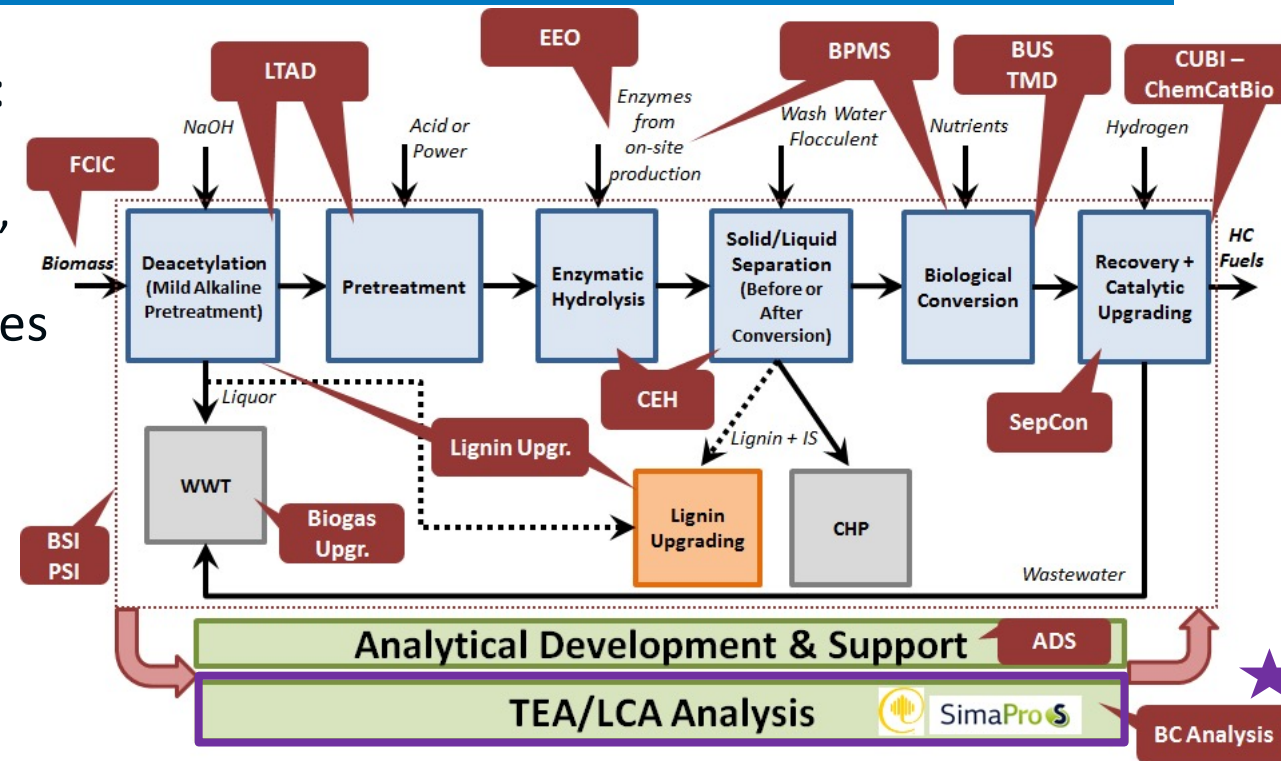 :
,
es
EEO
BPMS
BUS
TMD
CUBI –
ChemCatBio
LTAD
FCIC
NaOH
Acid or
Power
Enzymes
from
on-site
production
Wash Water
Flocculent
Nutrients
Hydrogen
Biomass
Deacetylation
(Mild Alkaline
Pretreatment)
Pretreatment
Enzymatic
Hydrolysis
Solid/Liquid
Separation
(Before or
After
Conversion)
Biological
Conversion
Recovery +
Catalytic
Upgrading
HC
Fuels
Liquor
CEH
Lignin Upgr.
Lignin + IS
SepCon
WWT
Biogas
Upgr.
Lignin
Upgrading
CHP
BSI
PSI
Wastewater
Analytical Development & Support
ADS
TEA/LCA Analysis
SimaPro
BC Analysis